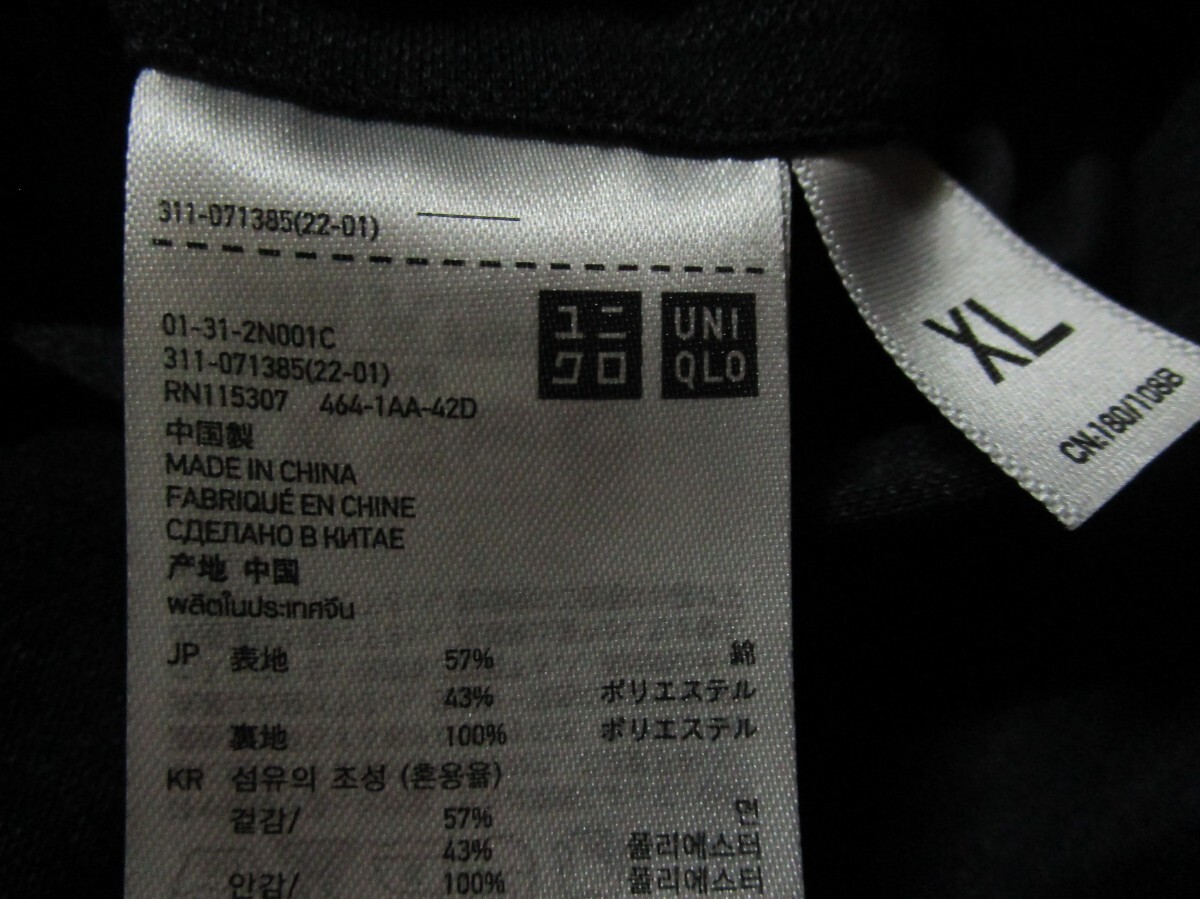 311-071385(22-01)
01-31-2N001C
311-071385(22-01)
RN115307 464-1AA-42D
ユニ
クロ
UNI
QLO
中国製
MADE IN CHINA
FABRIQUÉ EN CHINE
СДЕЛАНО В КИТАЕ
产地 中国
ผลิตในประเทศจีน
JP 表地 57% 綿
43% ポリエステル
裏地 100% ポリエステル
KR 섬유의 조성 (혼용율)
겉감/ 57% 면
43% 폴리에스터
안감/ 100% 폴리에스터
XL
CN:180/108B